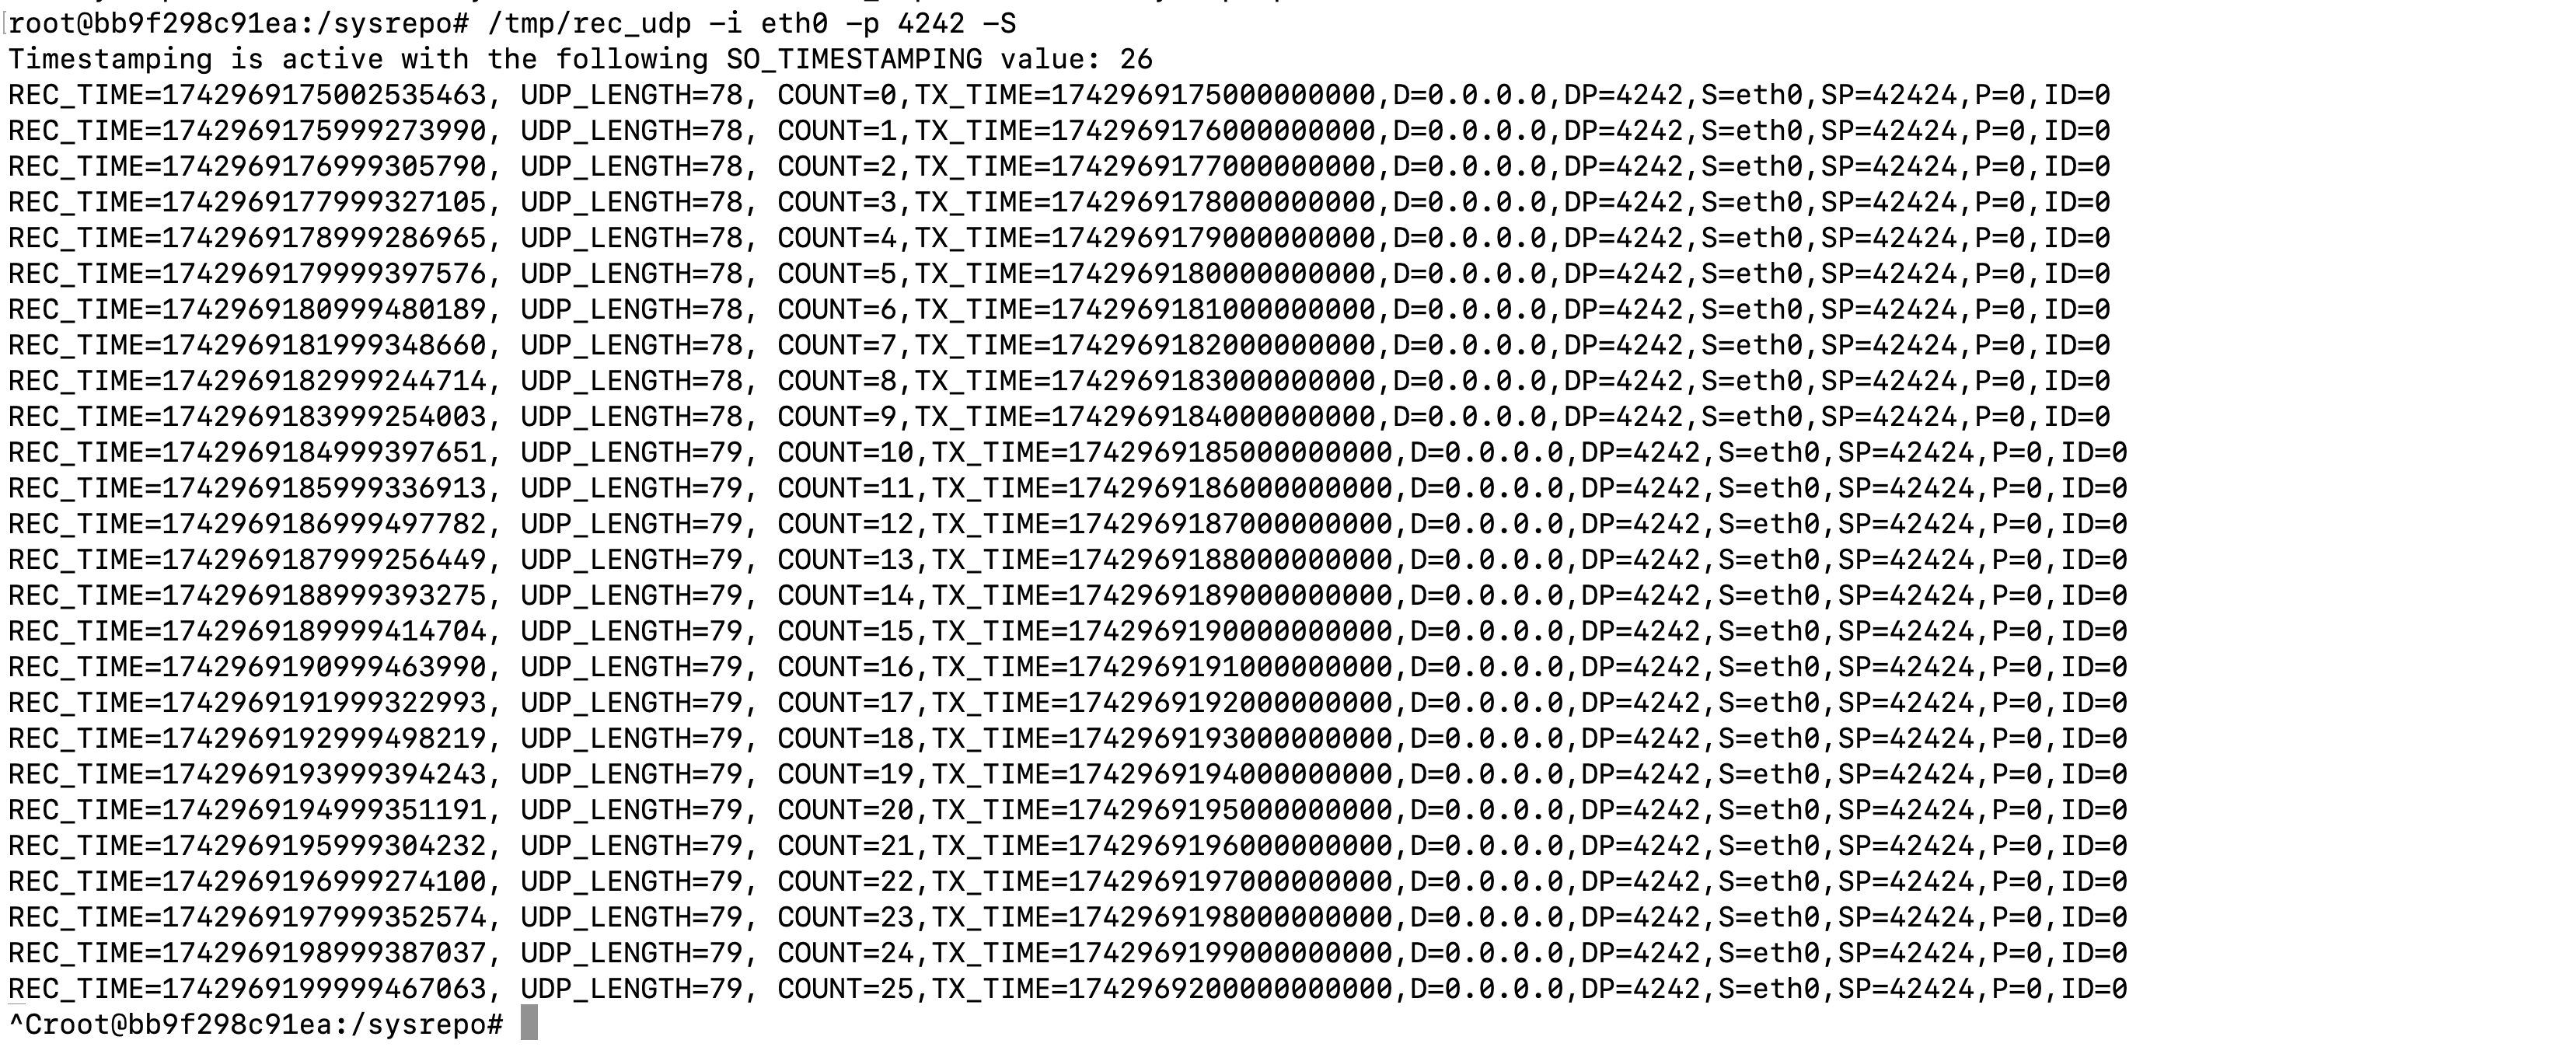 root@bb9f298c91ea:/sysrepo# /tmp/rec_udp -i eth0 -p 4242 -S
Timestamping is active with the following SO_TIMESTAMPING value: 26
REC_TIME=1742969175002535463, UDP_LENGTH=78, COUNT=0,TX_TIME=1742969175000000000,D=0.0.0.0,DP=4242,S=eth0,SP=42424,P=0,ID=0
REC_TIME=1742969175999273990, UDP_LENGTH=78, COUNT=1,TX_TIME=1742969176000000000,D=0.0.0.0,DP=4242,S=eth0,SP=42424,P=0,ID=0
REC_TIME=1742969176999305790, UDP_LENGTH=78, COUNT=2,TX_TIME=1742969177000000000,D=0.0.0.0,DP=4242,S=eth0,SP=42424,P=0,ID=0
REC_TIME=1742969177999327105, UDP_LENGTH=78, COUNT=3,TX_TIME=1742969178000000000,D=0.0.0.0,DP=4242,S=eth0,SP=42424,P=0,ID=0
REC_TIME=1742969178999286965, UDP_LENGTH=78, COUNT=4,TX_TIME=1742969179000000000,D=0.0.0.0,DP=4242,S=eth0,SP=42424,P=0,ID=0
REC_TIME=1742969179999397576, UDP_LENGTH=78, COUNT=5,TX_TIME=1742969180000000000,D=0.0.0.0,DP=4242,S=eth0,SP=42424,P=0,ID=0
REC_TIME=1742969180999480189, UDP_LENGTH=78, COUNT=6,TX_TIME=1742969181000000000,D=0.0.0.0,DP=4242,S=eth0,SP=42424,P=0,ID=0
REC_TIME=1742969181999348660, UDP_LENGTH=78, COUNT=7,TX_TIME=1742969182000000000,D=0.0.0.0,DP=4242,S=eth0,SP=42424,P=0,ID=0
REC_TIME=1742969182999244714, UDP_LENGTH=78, COUNT=8,TX_TIME=1742969183000000000,D=0.0.0.0,DP=4242,S=eth0,SP=42424,P=0,ID=0
REC_TIME=1742969183999254003, UDP_LENGTH=78, COUNT=9,TX_TIME=1742969184000000000,D=0.0.0.0,DP=4242,S=eth0,SP=42424,P=0,ID=0
REC_TIME=1742969184999397651, UDP_LENGTH=79, COUNT=10,TX_TIME=1742969185000000000,D=0.0.0.0,DP=4242,S=eth0,SP=42424,P=0,ID=0
REC_TIME=1742969185999336913, UDP_LENGTH=79, COUNT=11,TX_TIME=1742969186000000000,D=0.0.0.0,DP=4242,S=eth0,SP=42424,P=0,ID=0
REC_TIME=1742969186999497782, UDP_LENGTH=79, COUNT=12,TX_TIME=1742969187000000000,D=0.0.0.0,DP=4242,S=eth0,SP=42424,P=0,ID=0
REC_TIME=1742969187999256449, UDP_LENGTH=79, COUNT=13,TX_TIME=1742969188000000000,D=0.0.0.0,DP=4242,S=eth0,SP=42424,P=0,ID=0
REC_TIME=1742969188999393275, UDP_LENGTH=79, COUNT=14,TX_TIME=1742969189000000000,D=0.0.0.0,DP=4242,S=eth0,SP=42424,P=0,ID=0
REC_TIME=1742969189999414704, UDP_LENGTH=79, COUNT=15,TX_TIME=1742969190000000000,D=0.0.0.0,DP=4242,S=eth0,SP=42424,P=0,ID=0
REC_TIME=1742969190999463990, UDP_LENGTH=79, COUNT=16,TX_TIME=1742969191000000000,D=0.0.0.0,DP=4242,S=eth0,SP=42424,P=0,ID=0
REC_TIME=1742969191999322993, UDP_LENGTH=79, COUNT=17,TX_TIME=1742969192000000000,D=0.0.0.0,DP=4242,S=eth0,SP=42424,P=0,ID=0
REC_TIME=1742969192999498219, UDP_LENGTH=79, COUNT=18,TX_TIME=1742969193000000000,D=0.0.0.0,DP=4242,S=eth0,SP=42424,P=0,ID=0
REC_TIME=1742969193999394243, UDP_LENGTH=79, COUNT=19,TX_TIME=1742969194000000000,D=0.0.0.0,DP=4242,S=eth0,SP=42424,P=0,ID=0
REC_TIME=1742969194999351191, UDP_LENGTH=79, COUNT=20,TX_TIME=1742969195000000000,D=0.0.0.0,DP=4242,S=eth0,SP=42424,P=0,ID=0
REC_TIME=1742969195999304232, UDP_LENGTH=79, COUNT=21,TX_TIME=1742969196000000000,D=0.0.0.0,DP=4242,S=eth0,SP=42424,P=0,ID=0
REC_TIME=1742969196999274100, UDP_LENGTH=79, COUNT=22,TX_TIME=1742969197000000000,D=0.0.0.0,DP=4242,S=eth0,SP=42424,P=0,ID=0
REC_TIME=1742969197999352574, UDP_LENGTH=79, COUNT=23,TX_TIME=1742969198000000000,D=0.0.0.0,DP=4242,S=eth0,SP=42424,P=0,ID=0
REC_TIME=1742969198999387037, UDP_LENGTH=79, COUNT=24,TX_TIME=1742969199000000000,D=0.0.0.0,DP=4242,S=eth0,SP=42424,P=0,ID=0
REC_TIME=1742969199999467063, UDP_LENGTH=79, COUNT=25,TX_TIME=1742969200000000000,D=0.0.0.0,DP=4242,S=eth0,SP=42424,P=0,ID=0
^Croot@bb9f298c91ea:/sysrepo#